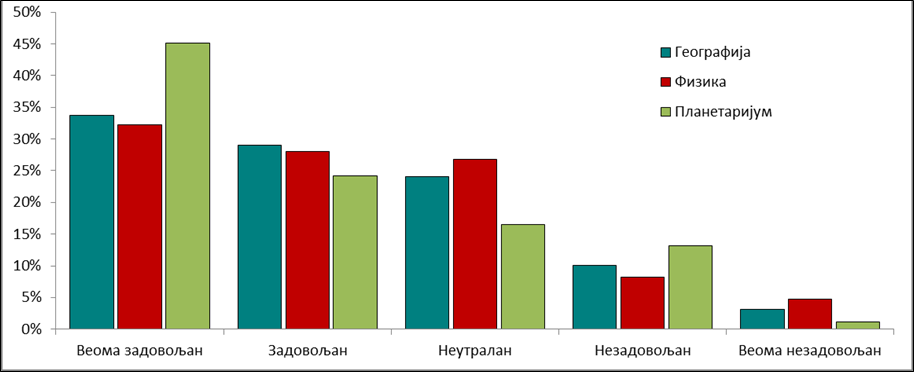 50%
45%
40%
35%
30%
25%
20%
15%
10%
5%
0%
Географија
Физика
Планетаријум
Веома задовољан
Задовољан
Неутралан
Незадовољан
Веома незадовољан